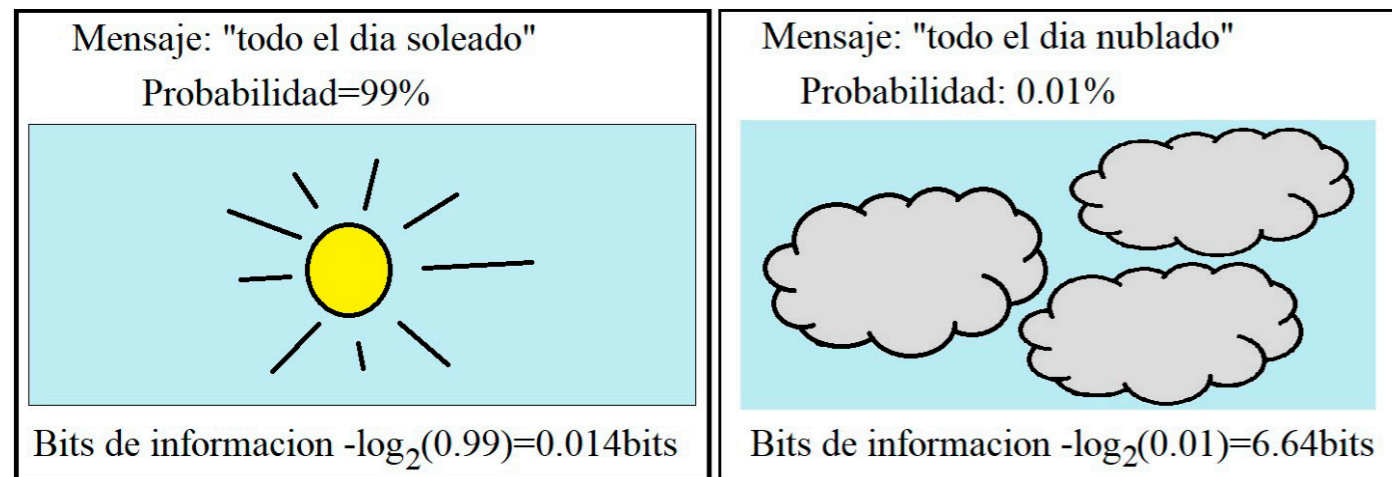 Mensaje: "todo el dia soleado"
Probabilidad=99%
Bits de informacion -log2(0.99)=0.014bits
Mensaje: "todo el dia nublado"
Probabilidad: 0.01%
Bits de informacion -log2(0.01)=6.64bits